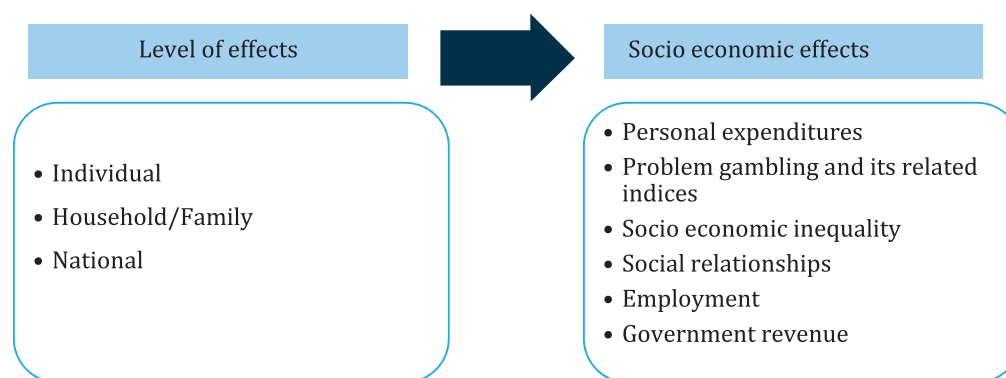 Level of effects
Socio economic effects
• Individual
• Household/Family
• National
• Personal expenditures
• Problem gambling and its related
indices
• Socio economic inequality
• Social relationships
• Employment
• Government revenue